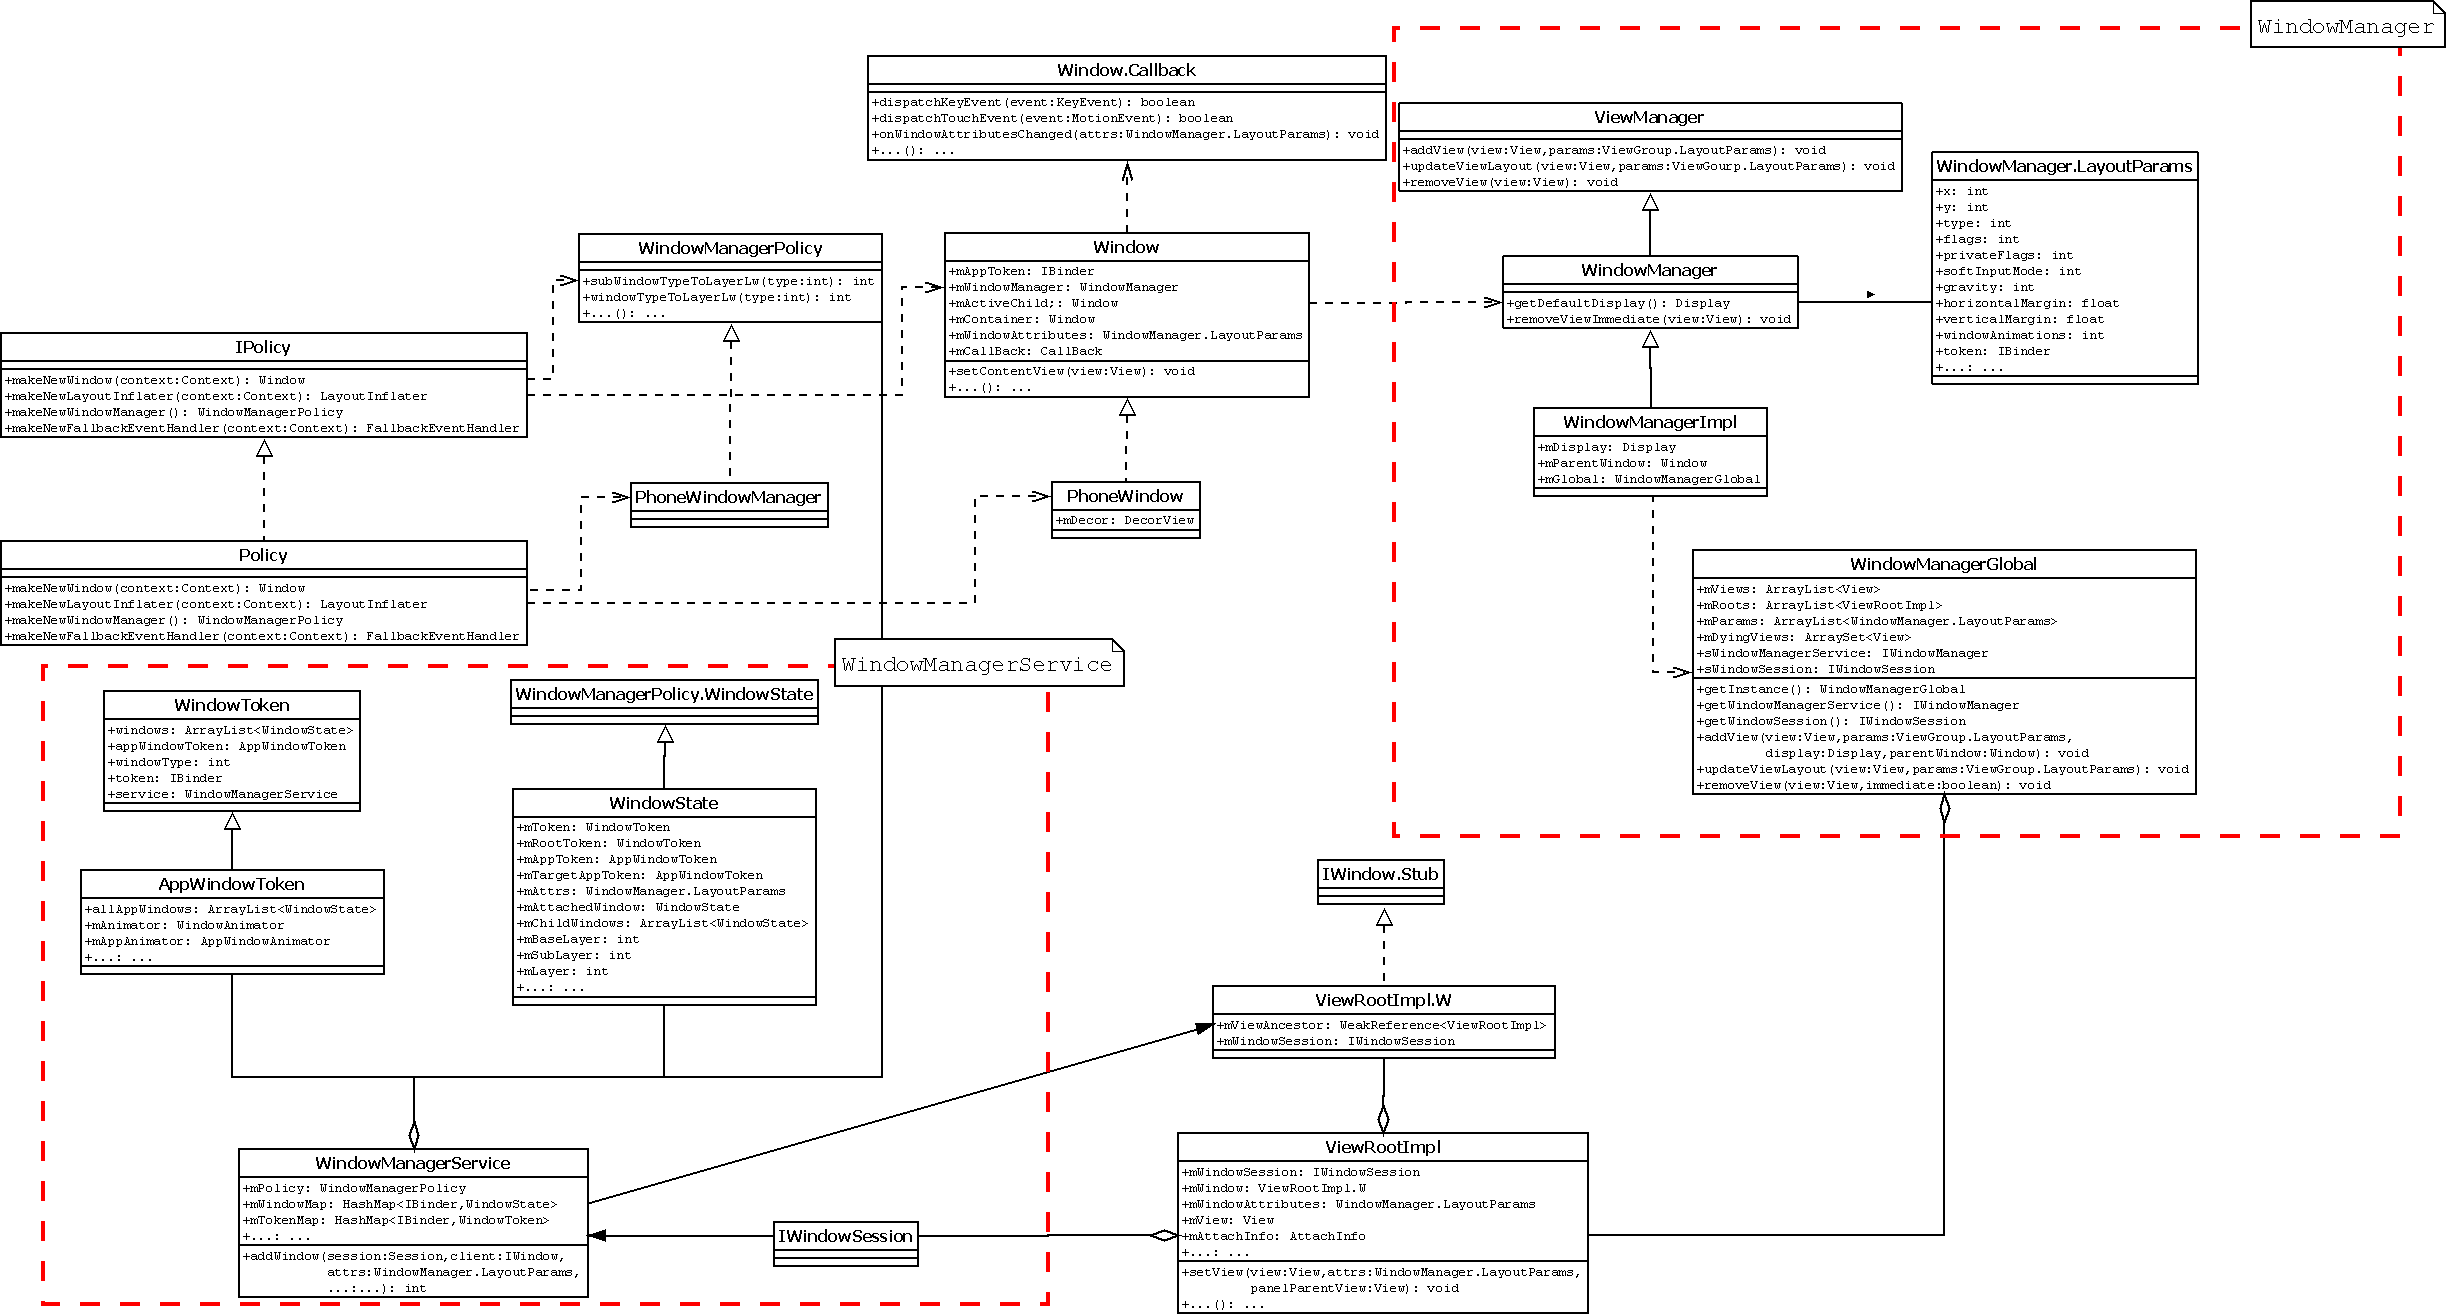 WindowManager
Window.Callback
+dispatchKeyEvent(event:KeyEvent): boolean
+dispatchTouchEvent(event:MotionEvent): boolean
+onWindowAttributesChanged(attrs:WindowManager.LayoutParams): void
+...(): ...
ViewManager
+addView(view:View,params:ViewGroup.LayoutParams): void
+updateViewLayout(view:View,params:ViewGourp.LayoutParams): void
+removeView(view:View): void
WindowManager.LayoutParams
+x: int
+y: int
+type: int
+flags: int
+privateFlags: int
+softInputMode: int
+gravity: int
+horizontalMargin: float
+verticalMargin: float
+windowAnimations: int
+token: IBinder
+...: ...
WindowManagerPolicy
+subWindowTypeToLayerLw(type:int): int
+windowTypeToLayerLw(type:int): int
+...(): ...
Window
+mAppToken: IBinder
+mWindowManager: WindowManager
+mActiveChild;: Window
+mContainer: Window
+mWindowAttributes: WindowManager.LayoutParams
+mCallBack: CallBack
+setContentView(view:View): void
+...(): ...
WindowManager
+getDefaultDisplay(): Display
+removeViewImmediate(view:View): void
IPolicy
+makeNewWindow(context:Context): Window
+makeNewLayoutInflater(context:Context): LayoutInflater
+makeNewWindowManager(): WindowManagerPolicy
+makeNewFallbackEventHandler(context:Context): FallbackEventHandler
WindowManagerImpl
+mDisplay: Display
+mParentWindow: Window
+mGlobal: WindowManagerGlobal
PhoneWindowManager
PhoneWindow
+mDecor: DecorView
Policy
+makeNewWindow(context:Context): Window
+makeNewLayoutInflater(context:Context): LayoutInflater
+makeNewWindowManager(): WindowManagerPolicy
+makeNewFallbackEventHandler(context:Context): FallbackEventHandler
WindowManagerGlobal
+mViews: ArrayList<View>
+mRoots: ArrayList<ViewRootImpl>
+mParams: ArrayList<WindowManager.LayoutParams>
+mDyingViews: ArraySet<View>
+sWindowManagerService: IWindowManager
+sWindowSession: IWindowSession
+getInstance(): WindowManagerGlobal
+getWindowManagerService(): IWindowManager
+getWindowSession(): IWindowSession
+addView(view:View,params:ViewGroup.LayoutParams,
display:Display,parentWindow:Window): void
+updateViewLayout(view:View,params:ViewGroup.LayoutParams): void
+removeView(view:View,immediate:boolean): void
WindowManagerService
WindowToken
+windows: ArrayList<WindowState>
+appWindowToken: AppWindowToken
+windowType: int
+token: IBinder
+service: WindowManagerService
WindowManagerPolicy.WindowState
WindowState
+mToken: WindowToken
+mRootToken: WindowToken
+mAppToken: AppWindowToken
+mTargetAppToken: AppWindowToken
+mAttrs: WindowManager.LayoutParams
+mAttachedWindow: WindowState
+mChildWindows: ArrayList<WindowState>
+mBaseLayer: int
+mSubLayer: int
+mLayer: int
+...: ...
AppWindowToken
+allAppWindows: ArrayList<WindowState>
+mAnimator: WindowAnimator
+mAppAnimator: AppWindowAnimator
+...: ...
IWindow.Stub
ViewRootImpl.W
+mViewAncestor: WeakReference<ViewRootImpl>
+mWindowSession: IWindowSession
WindowManagerService
+mPolicy: WindowManagerPolicy
+mWindowMap: HashMap<IBinder,WindowState>
+mTokenMap: HashMap<IBinder,WindowToken>
+...: ...
+addWindow(session:Session,client:IWindow,
attrs:WindowManager.LayoutParams,
...:...): int
IWindowSession
ViewRootImpl
+mWindowSession: IWindowSession
+mWindow: ViewRootImpl.W
+mWindowAttributes: WindowManager.LayoutParams
+mView: View
+mAttachInfo: AttachInfo
+...: ...
+setView(view:View,attrs:WindowManager.LayoutParams,
panelParentView:View): void
+...(): ...